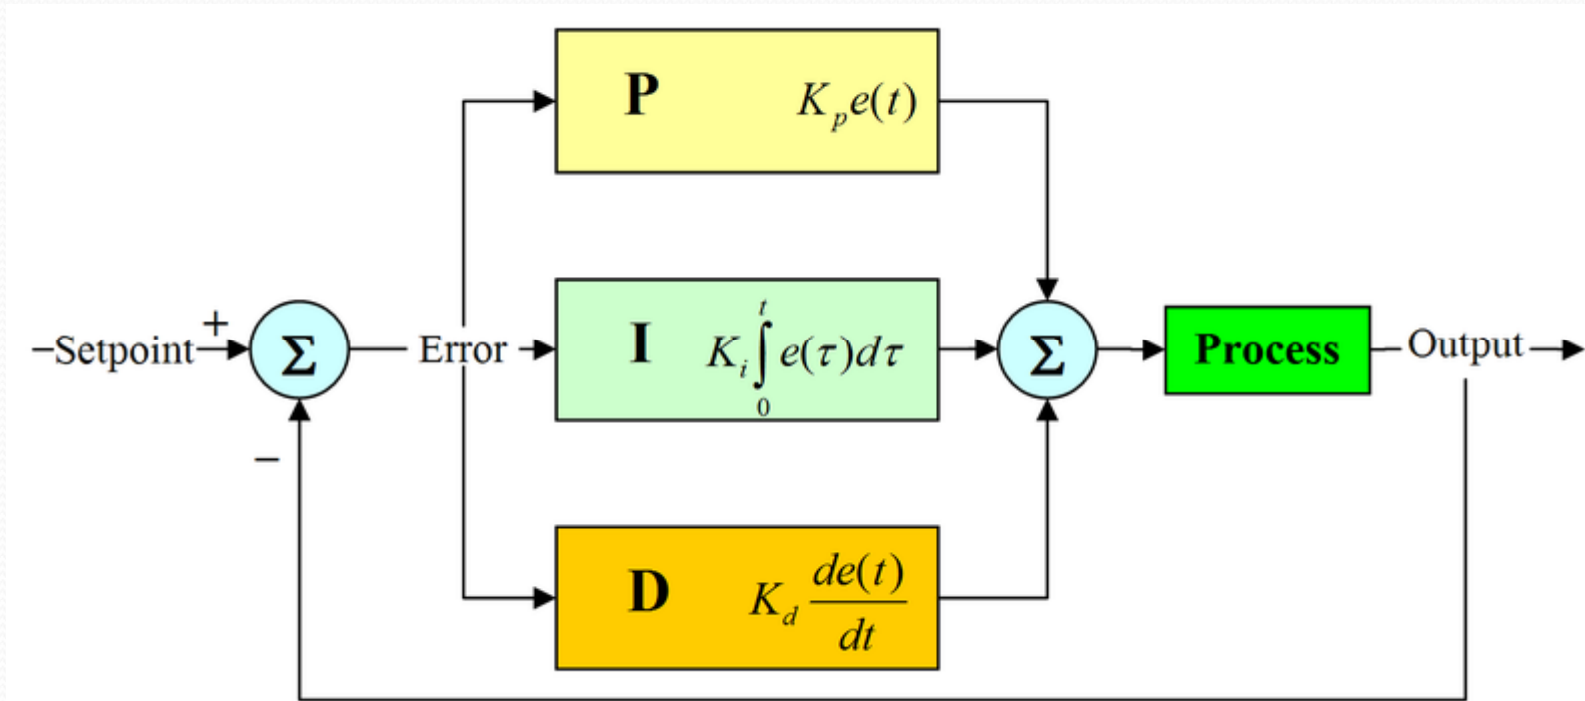 P K_p e(t)
–Setpoint + Σ Error I K_i ∫_0^t e(τ)dτ Σ Process Output
−
D K_d de(t)/dt